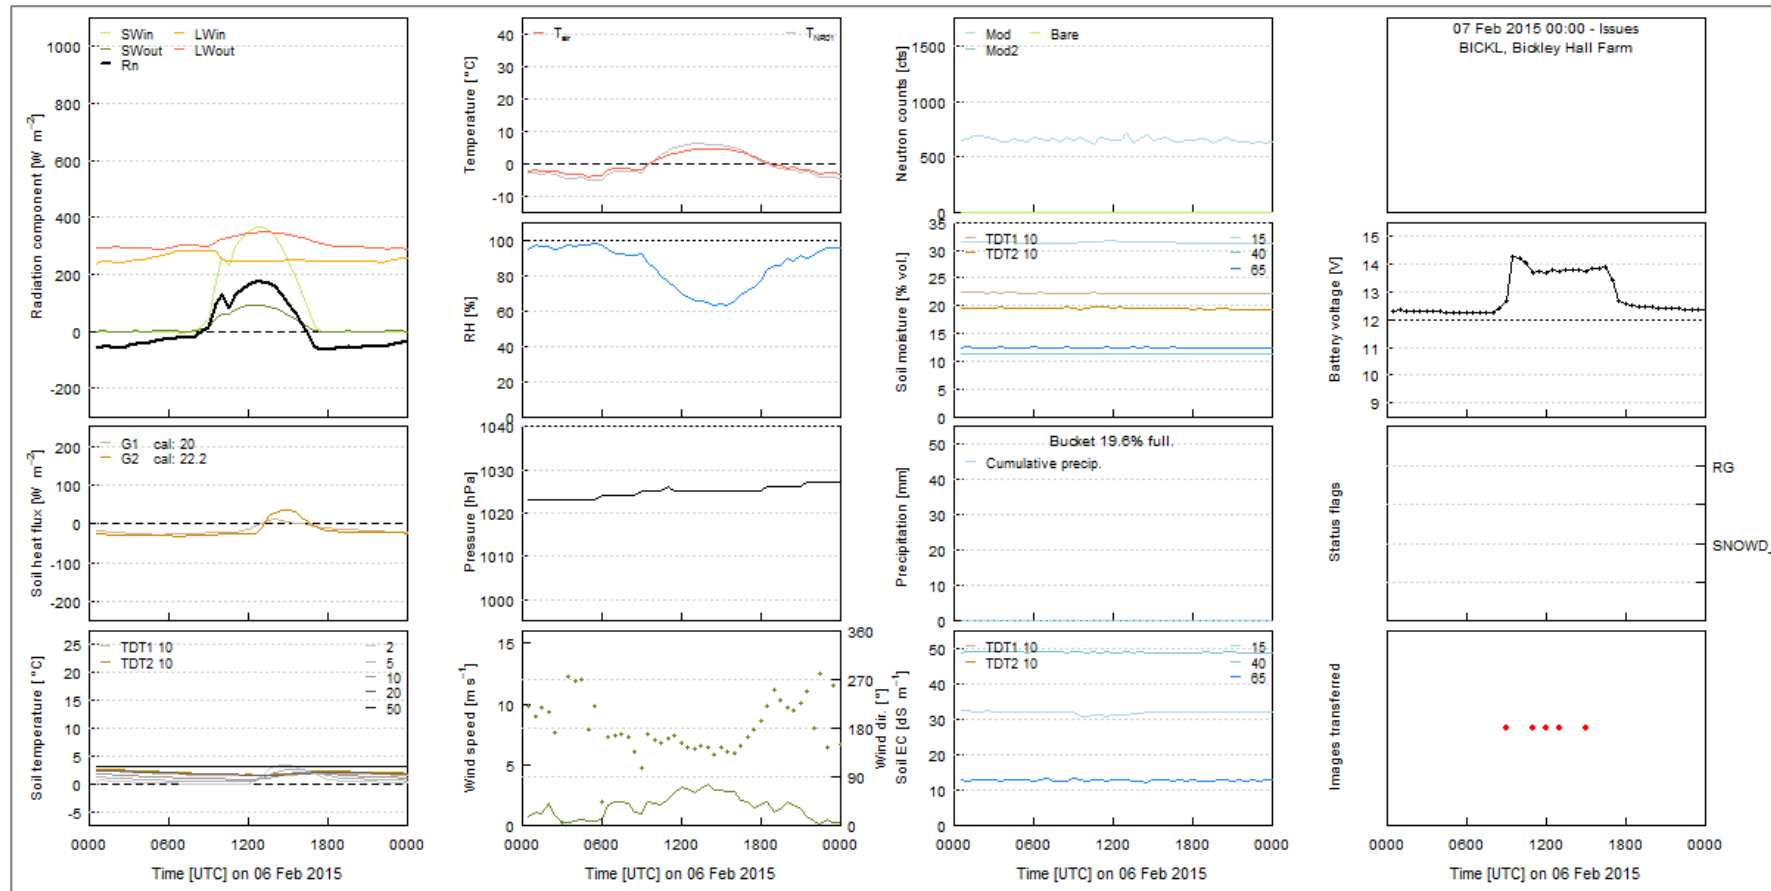 SWin LWin
SWout LWout
Rn
1000
800
600
400
200
0
-200
Radiation component [W m⁻²]
Tair TNR01
40
30
20
10
0
-10
Temperature [°C]
Mod Bare
Mod2
1500
1000
500
0
Neutron counts [cts]
07 Feb 2015 00:00 - Issues
BICKL, Bickley Hall Farm
100
80
60
40
20
0
RH [%]
TDT1 10 15
TDT2 10 40
65
35
30
25
20
15
10
5
0
Soil moisture [% vol.]
15
14
13
12
11
10
9
Battery voltage [V]
G1 cal: 20
G2 cal: 22.2
200
100
0
-100
-200
Soil heat flux [W m⁻²]
1040
1030
1020
1010
1000
Pressure [hPa]
Bucket 19.6% full.
Cumulative precip.
50
40
30
20
10
0
Precipitation [mm]
Status flags
RG
SNOWD_
TDT1 10 2
TDT2 10 5
10
20
50
25
20
15
10
5
0
-5
Soil temperature [°C]
0000 0600 1200 1800 0000
Time [UTC] on 06 Feb 2015
15
10
5
0
Wind speed [m s⁻¹]
360
270
180
90
0
Wind dir. [°]
0000 0600 1200 1800 0000
Time [UTC] on 06 Feb 2015
TDT1 10 15
TDT2 10 40
65
50
40
30
20
10
0
Soil EC [dS m⁻¹]
0000 0600 1200 1800 0000
Time [UTC] on 06 Feb 2015
Images transferred
0000 0600 1200 1800 0000
Time [UTC] on 06 Feb 2015